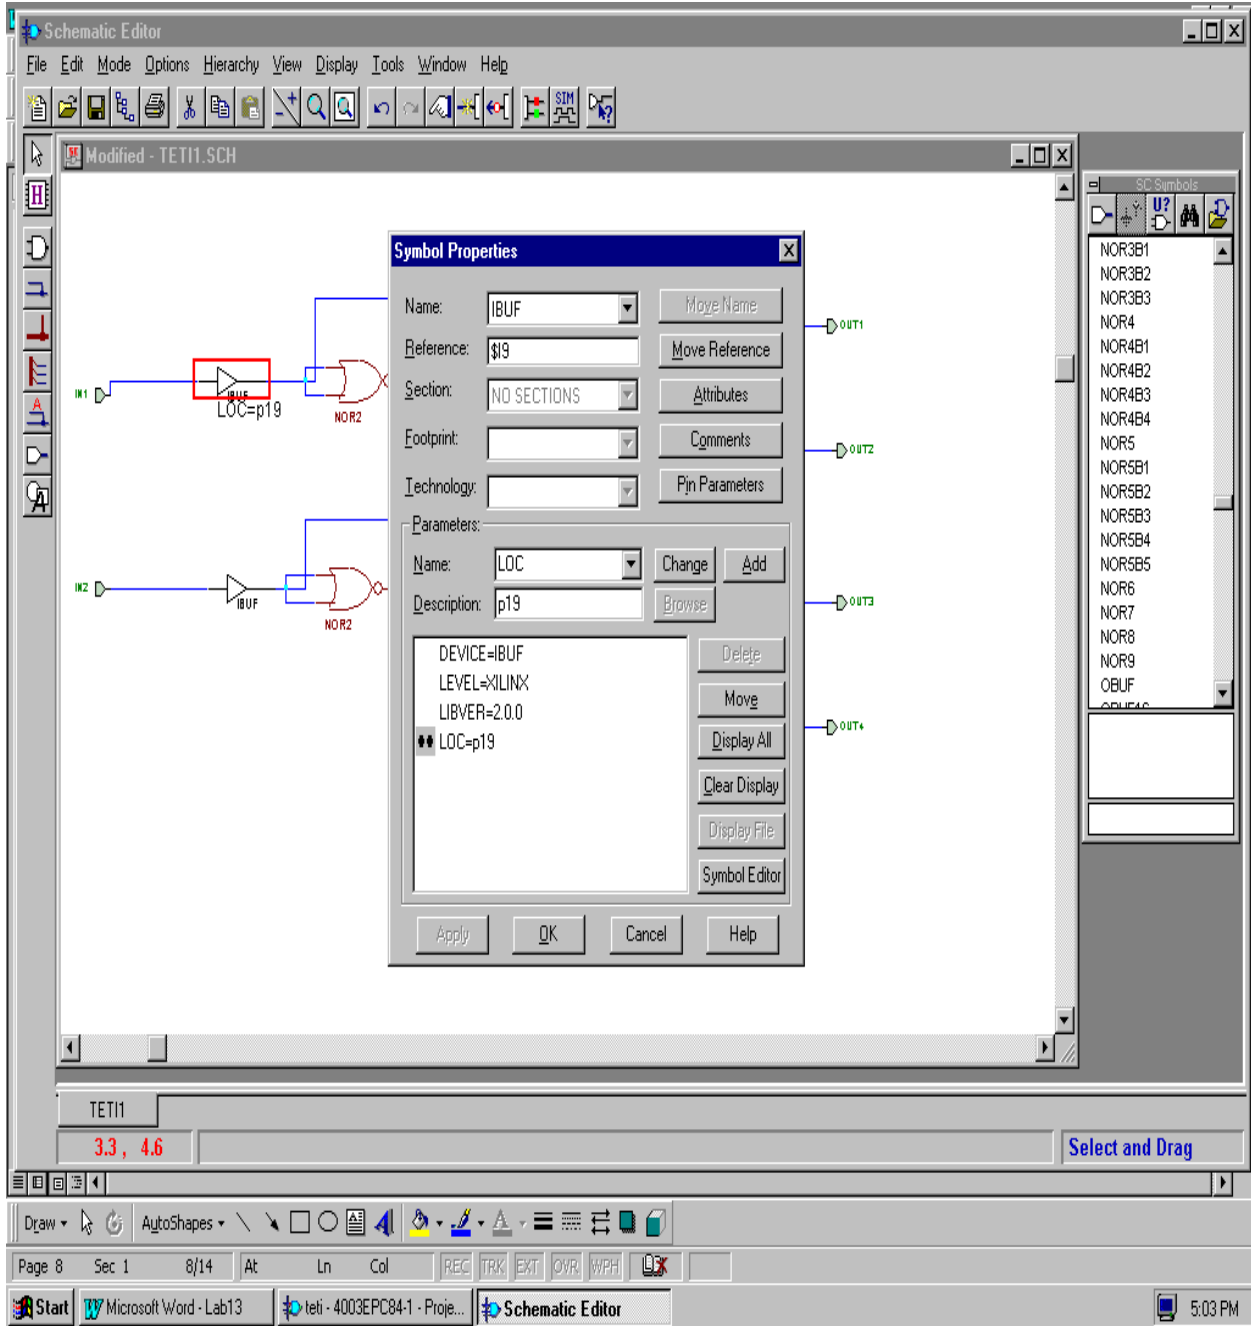 Schematic Editor
File Edit Mode Options Hierarchy View Display Tools Window Help
SIM
Modified - TETI1.SCH
SC Symbols
H
U?
A
A
NOR3B1
NOR3B2
NOR3B3
NOR4
NOR4B1
NOR4B2
NOR4B3
NOR4B4
NOR5
NOR5B1
NOR5B2
NOR5B3
NOR5B4
NOR5B5
NOR6
NOR7
NOR8
NOR9
OBUF
IN1
IBUF
LOC=p19
NOR2
IN2
IBUF
NOR2
OUT1
OUT2
OUT3
OUT4
Symbol Properties
Name: IBUF Move Name
Reference: $I9 Move Reference
Section: NO SECTIONS Attributes
Footprint: Comments
Technology: Pin Parameters
Parameters:
Name: LOC Change Add
Description: p19 Browse
DEVICE=IBUF
LEVEL=XILINX
LIBVER=2.0.0
LOC=p19
Delete
Move
Display All
Clear Display
Display File
Symbol Editor
Apply OK Cancel Help
TETI1
3.3 , 4.6 Select and Drag
Draw AutoShapes
Page 8 Sec 1 8/14 At Ln Col REC TRK EXT OVR WPH
Start Microsoft Word - Lab13 teti - 4003EPC84-1 - Proje... Schematic Editor 5:03 PM